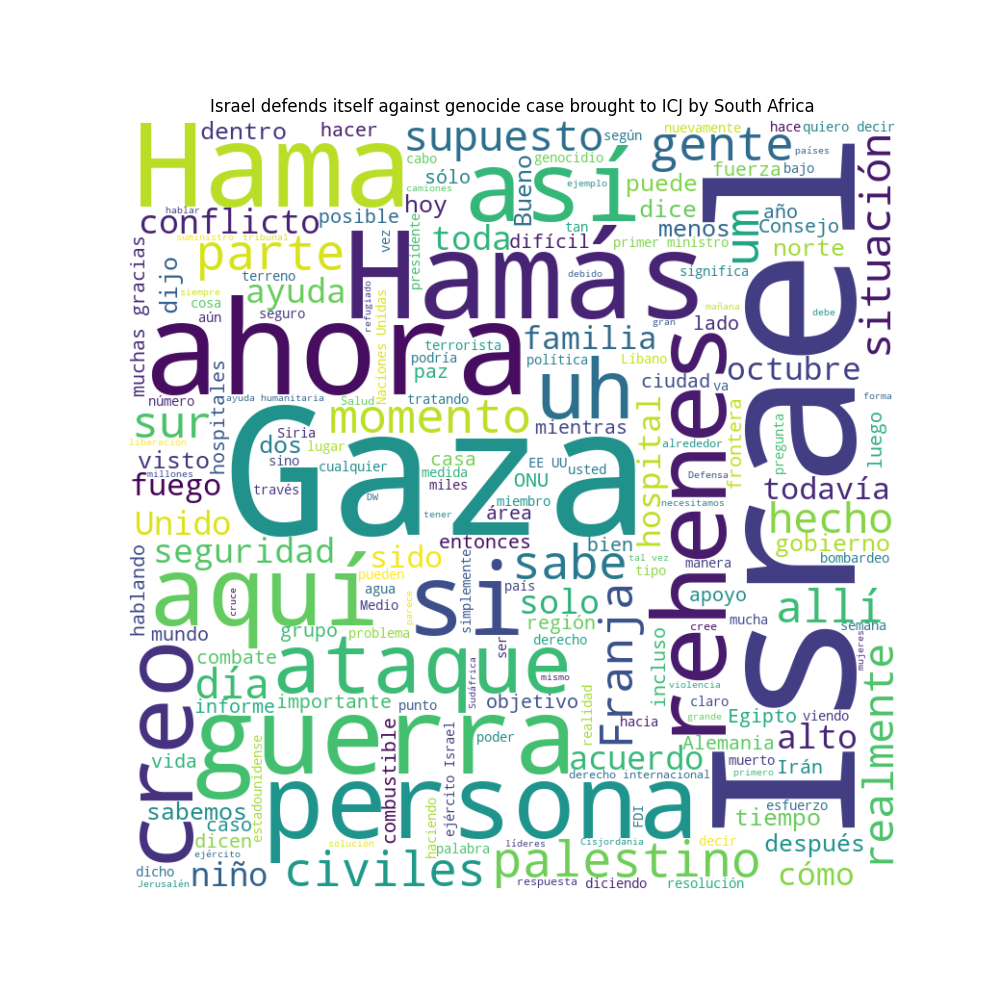 Israel defends itself against genocide case brought to ICJ by South Africa
dentro
hacer
Hama
supuesto
según
nuevamente
hace
quiero decir
gente
países
cabo
genocidio
sólo
así
ejemplo
camiones
Bueno
fuerza
bajo
puede
Israel
situación
hablar
conflicto
posible
hoy
dice
menos
um
año
Consejo
suministro
tribunal
parte
vez
presidente
toda
difícil
tan
primer ministro
norte
muchas gracias
dijo
terreno
Hamás
debido
significa
siempre
cosa
ayuda
refugiado
Naciones Unidas
mañana
aún
seguro
gran
lado
debe
ahora
terrorista
familia
rehenes
podría
política
Líbano
octubre
paz
número
hospitales
ayuda humanitaria
tratando
uh
ciudad
va
forma
Salud
sur
momento
mientras
hospital
frontera
pregunta
luego
Siria
liberación
dos
lugar
Gaza
alrededor
visto
sino
cualquier
casa
EE UU
usted
millones
medida
ONU
Defensa
fuego
través
DW
miles
miembro
todavía
tener
área
necesitamos
Unido
hecho
entonces
bien
gobierno
seguridad
sido
hablando
simplemente
sabe
tal vez
bombardeo
aquí
pueden
tipo
manera
si
país
agua
cruce
Medio
parece
solo
Franja
apoyo
allí
región
mucha
semana
mundo
grupo
problema
derecho
cree
creo
ser
incluso
mujeres
combate
ataque
realmente
día
Sudáfrica
mismo
violencia
informe
importante
punto
objetivo
realidad
claro
grande
Egipto
viendo
guerra
hacia
alto
poder
acuerdo
Alemania
vida
estadounidense
combustible
ejército Israel
muerto
Irán
derecho internacional
primero
persona
sabemos
FDI
esfuerzo
caso
tiempo
dicen
solución
haciendo
palabra
líderes
Cisjordania
decir
después
ejército
dicho
niño
civiles
palestino
cómo
Jerusalén
respuesta
diciendo
resolución